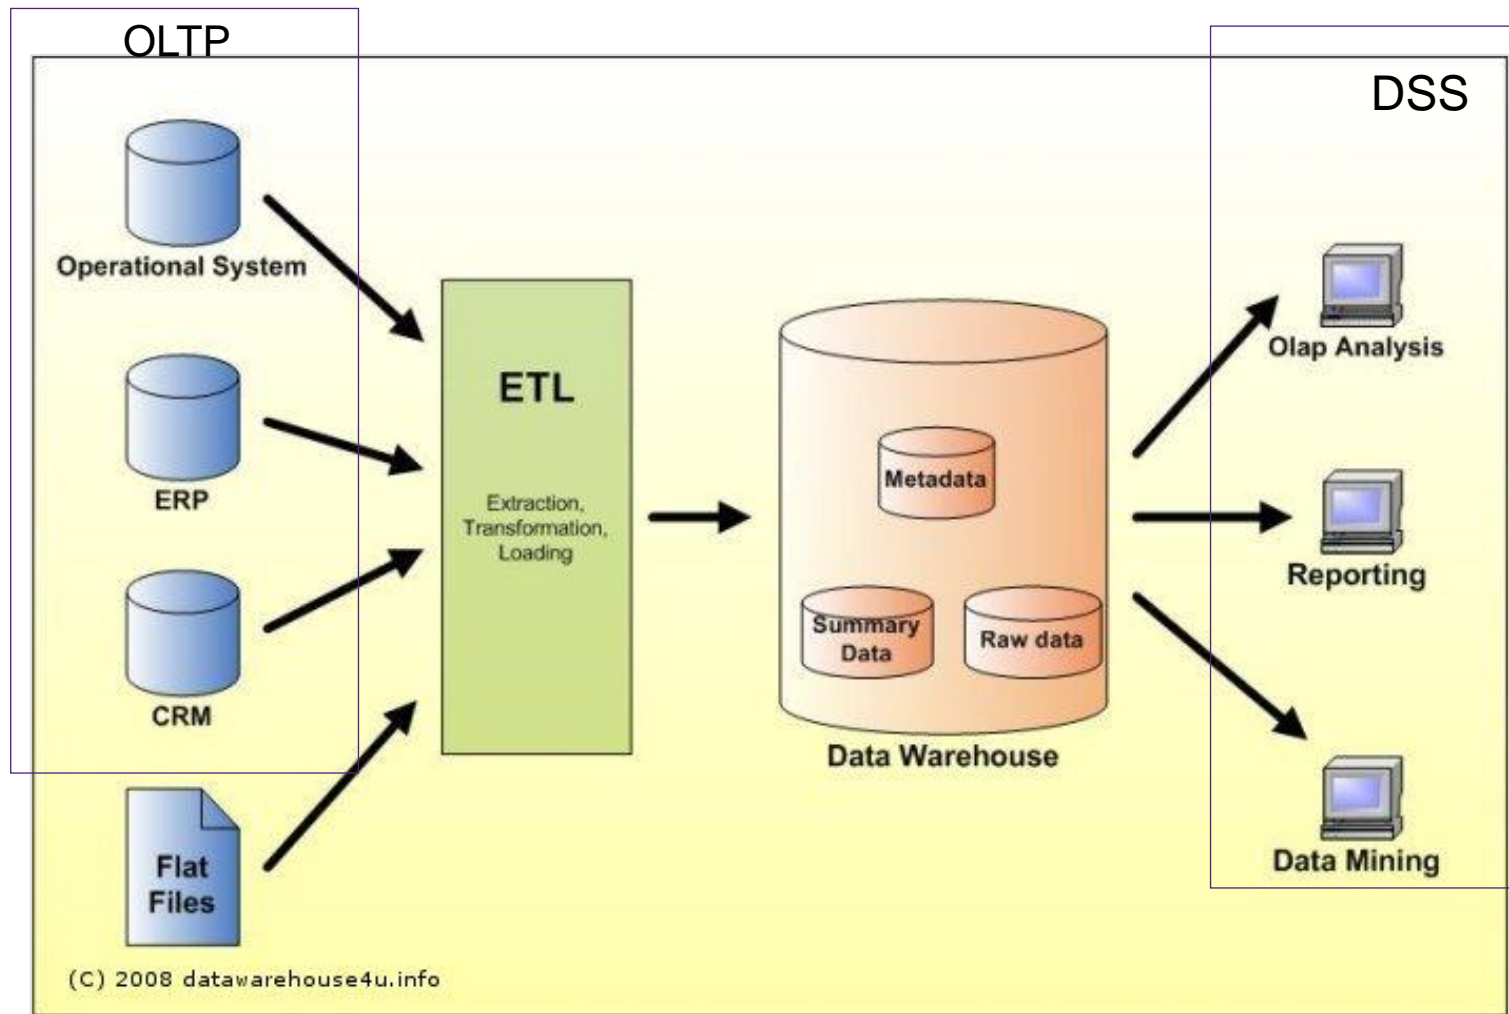 OLTP
DSS
Operational System
ERP
CRM
Flat
Files
ETL
Extraction,
Transformation,
Loading
Metadata
Summary
Data
Raw data
Data Warehouse
Olap Analysis
Reporting
Data Mining
(C) 2008 datawarehouse4u.info